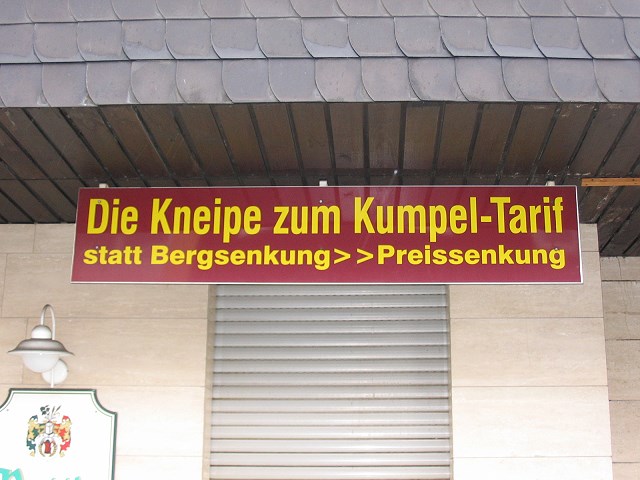 Die Kneipe zum Kumpel-Tarif
statt Bergsenkung>>Preissenkung